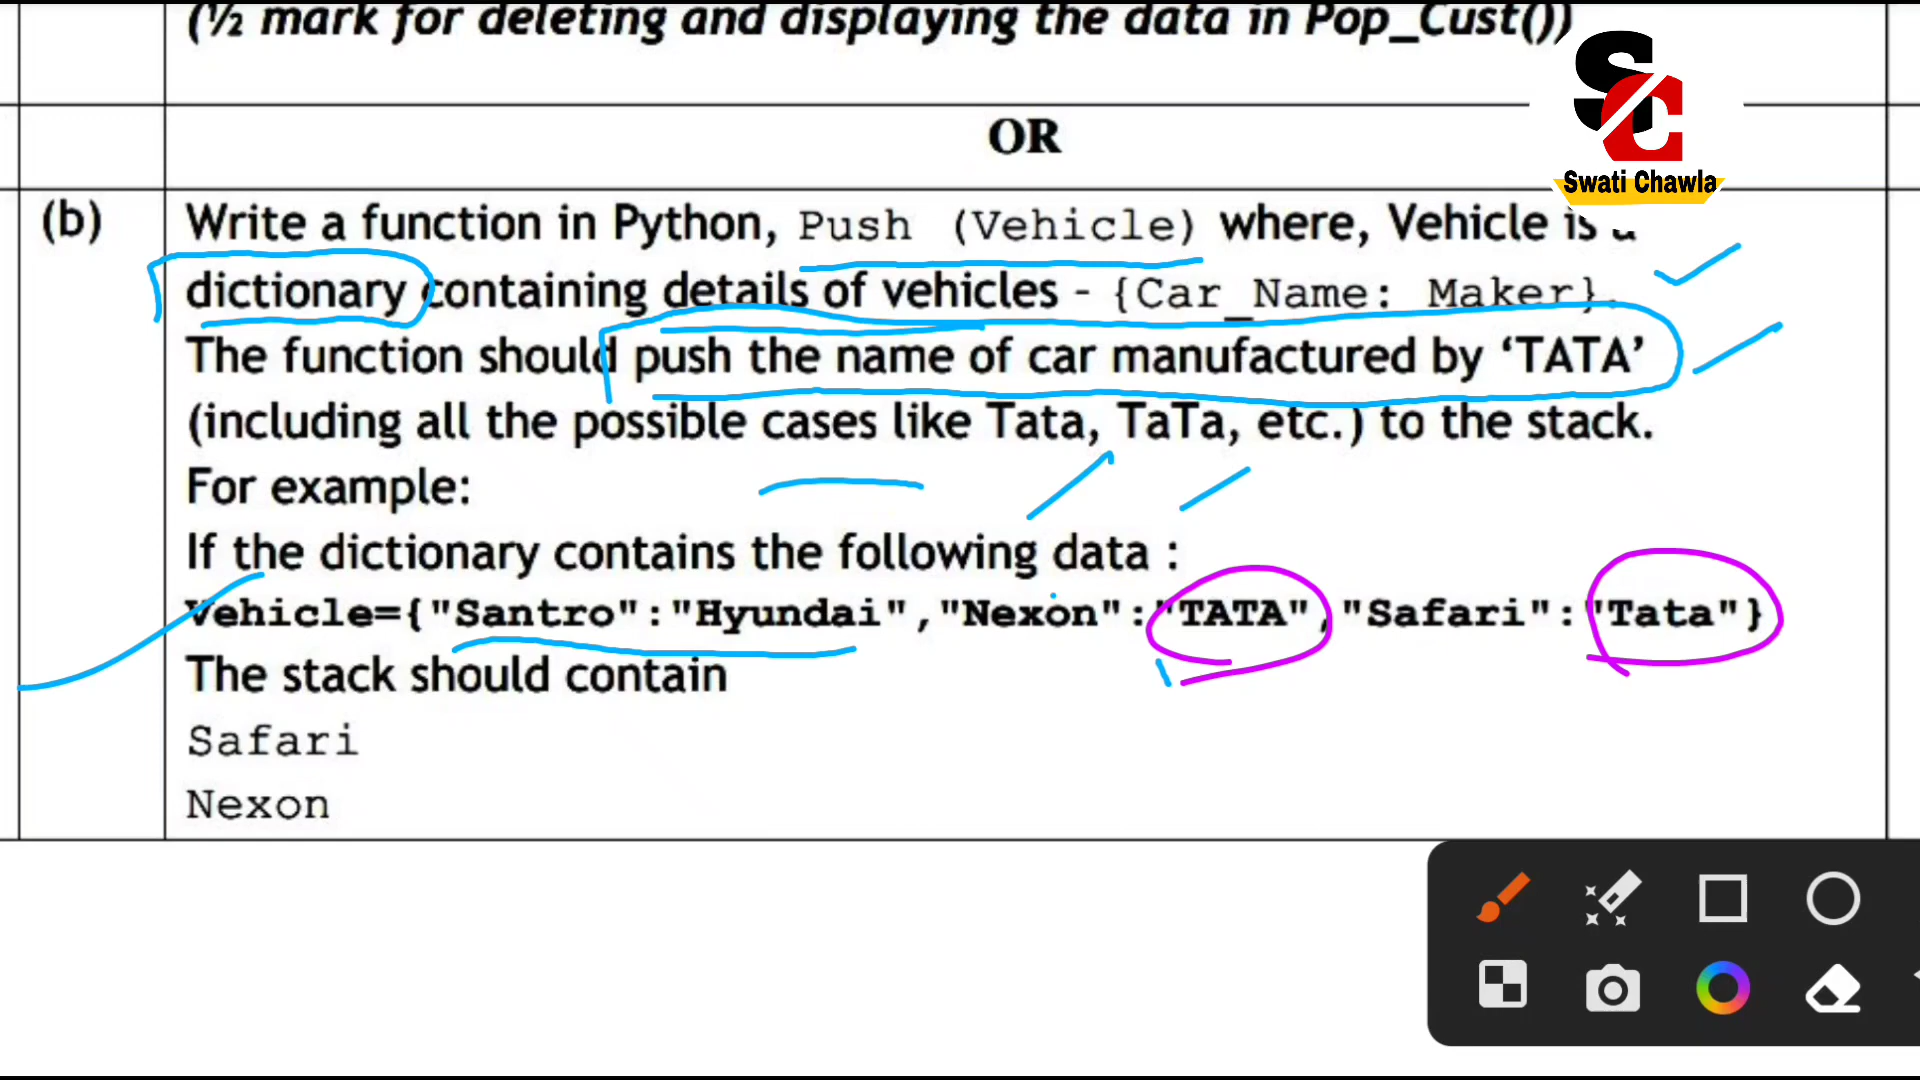 (½ mark for deleting and displaying the data in Pop_Cust())
SC
Swati Chawla
OR
(b)
Write a function in Python, Push (Vehicle) where, Vehicle is a
dictionary containing details of vehicles - {Car_Name: Maker}.
The function should push the name of car manufactured by ‘TATA’
(including all the possible cases like Tata, TaTa, etc.) to the stack.
For example:
If the dictionary contains the following data :
Vehicle={"Santro":"Hyundai","Nexon":"TATA","Safari":"Tata"}
The stack should contain
Safari
Nexon